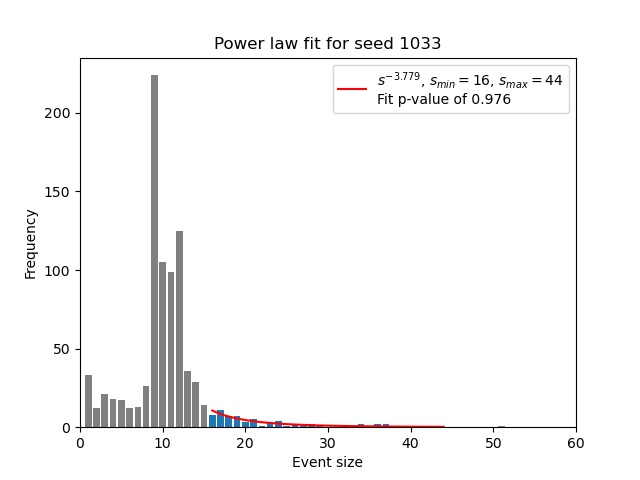 Power law fit for seed 1033
s^{-3.779}, s_{min} = 16, s_{max} = 44
Fit p-value of 0.976
Frequency
200
150
100
50
0
0 10 20 30 40 50 60
Event size